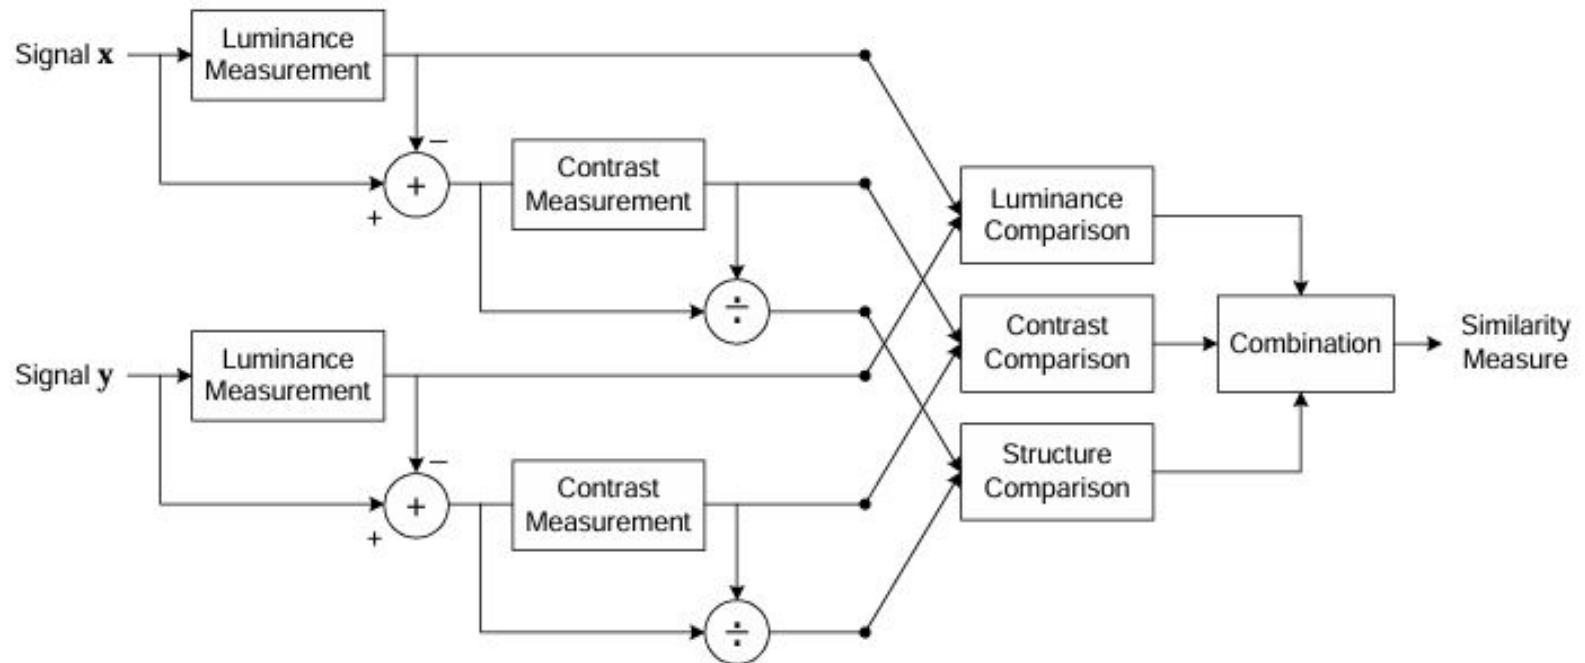 Signal x
Luminance
Measurement
−
+
+
Contrast
Measurement
÷
Signal y
Luminance
Measurement
−
+
+
Contrast
Measurement
÷
Luminance
Comparison
Contrast
Comparison
Structure
Comparison
Combination
Similarity
Measure